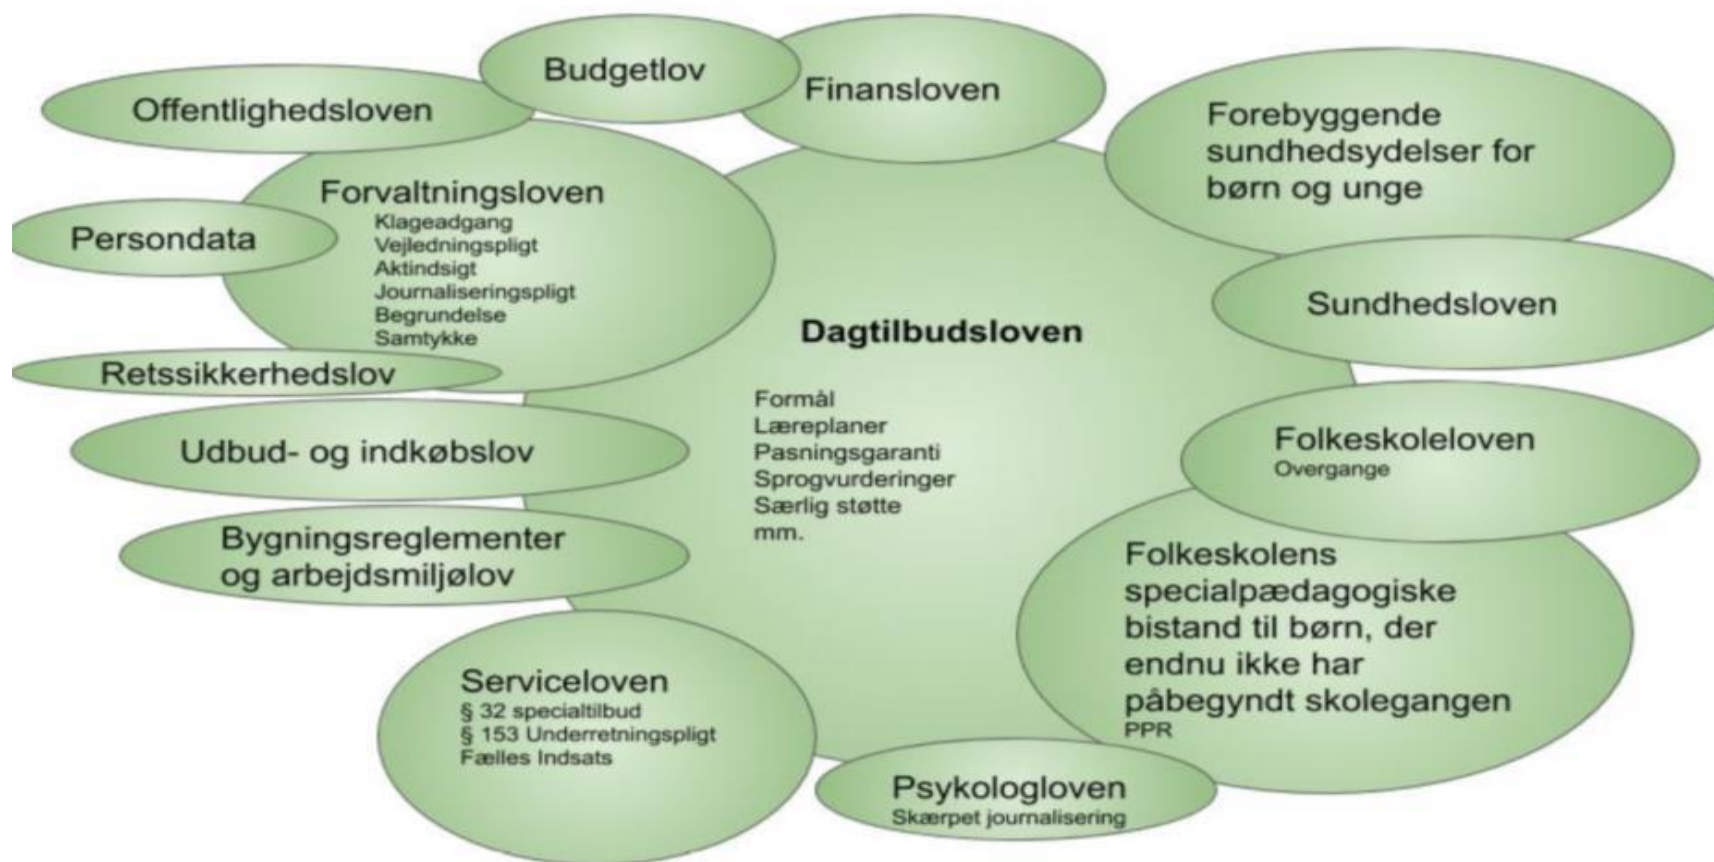 Budgetlov
Finansloven
Offentlighedsloven
Forebyggende
sundhedsydelser for
børn og unge
Forvaltningsloven
Klageadgang
Vejledningspligt
Aktindsigt
Journaliseringspligt
Begrundelse
Samtykke
Persondata
Sundhedsloven
Dagtilbudsloven
Formål
Læreplaner
Pasningsgaranti
Sprogvurderinger
Særlig støtte
mm.
Retssikkerhedslov
Udbud- og indkøbslov
Folkeskoleloven
Overgange
Bygningsreglementer
og arbejdsmiljølov
Folkeskolens
specialpædagogiske
bistand til børn, der
endnu ikke har
påbegyndt skolegangen
PPR
Serviceloven
§ 32 specialtilbud
§ 153 Underretningspligt
Fælles Indsats
Psykologloven
Skærpet journalisering